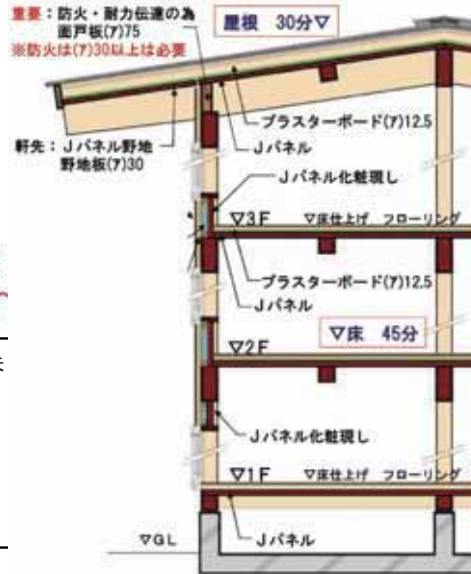 重要：防火・耐力伝達の為
面戸板(ｱ)75
※防火は(ｱ)30以上は必要
屋根 30分▽
プラスターボード(ｱ)12.5
Ｊパネル
軒先：Ｊパネル野地
野地板(ｱ)30
Ｊパネル化粧現し
▽3F ▽床仕上げ フローリング
プラスターボード(ｱ)12.5
Ｊパネル
▽床 45分
▽2F
Ｊパネル化粧現し
▽1F ▽床仕上げ フローリング
▽GL
Ｊパネル